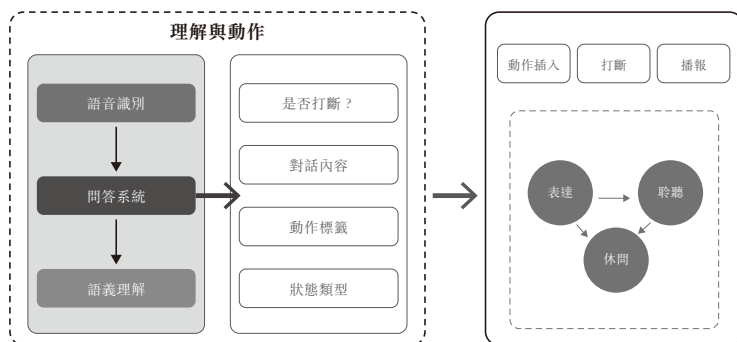 理解與動作
語音識別
問答系統
語義理解
是否打斷？
對話內容
動作標籤
狀態類型
動作插入
打斷
播報
表達
聆聽
休閒